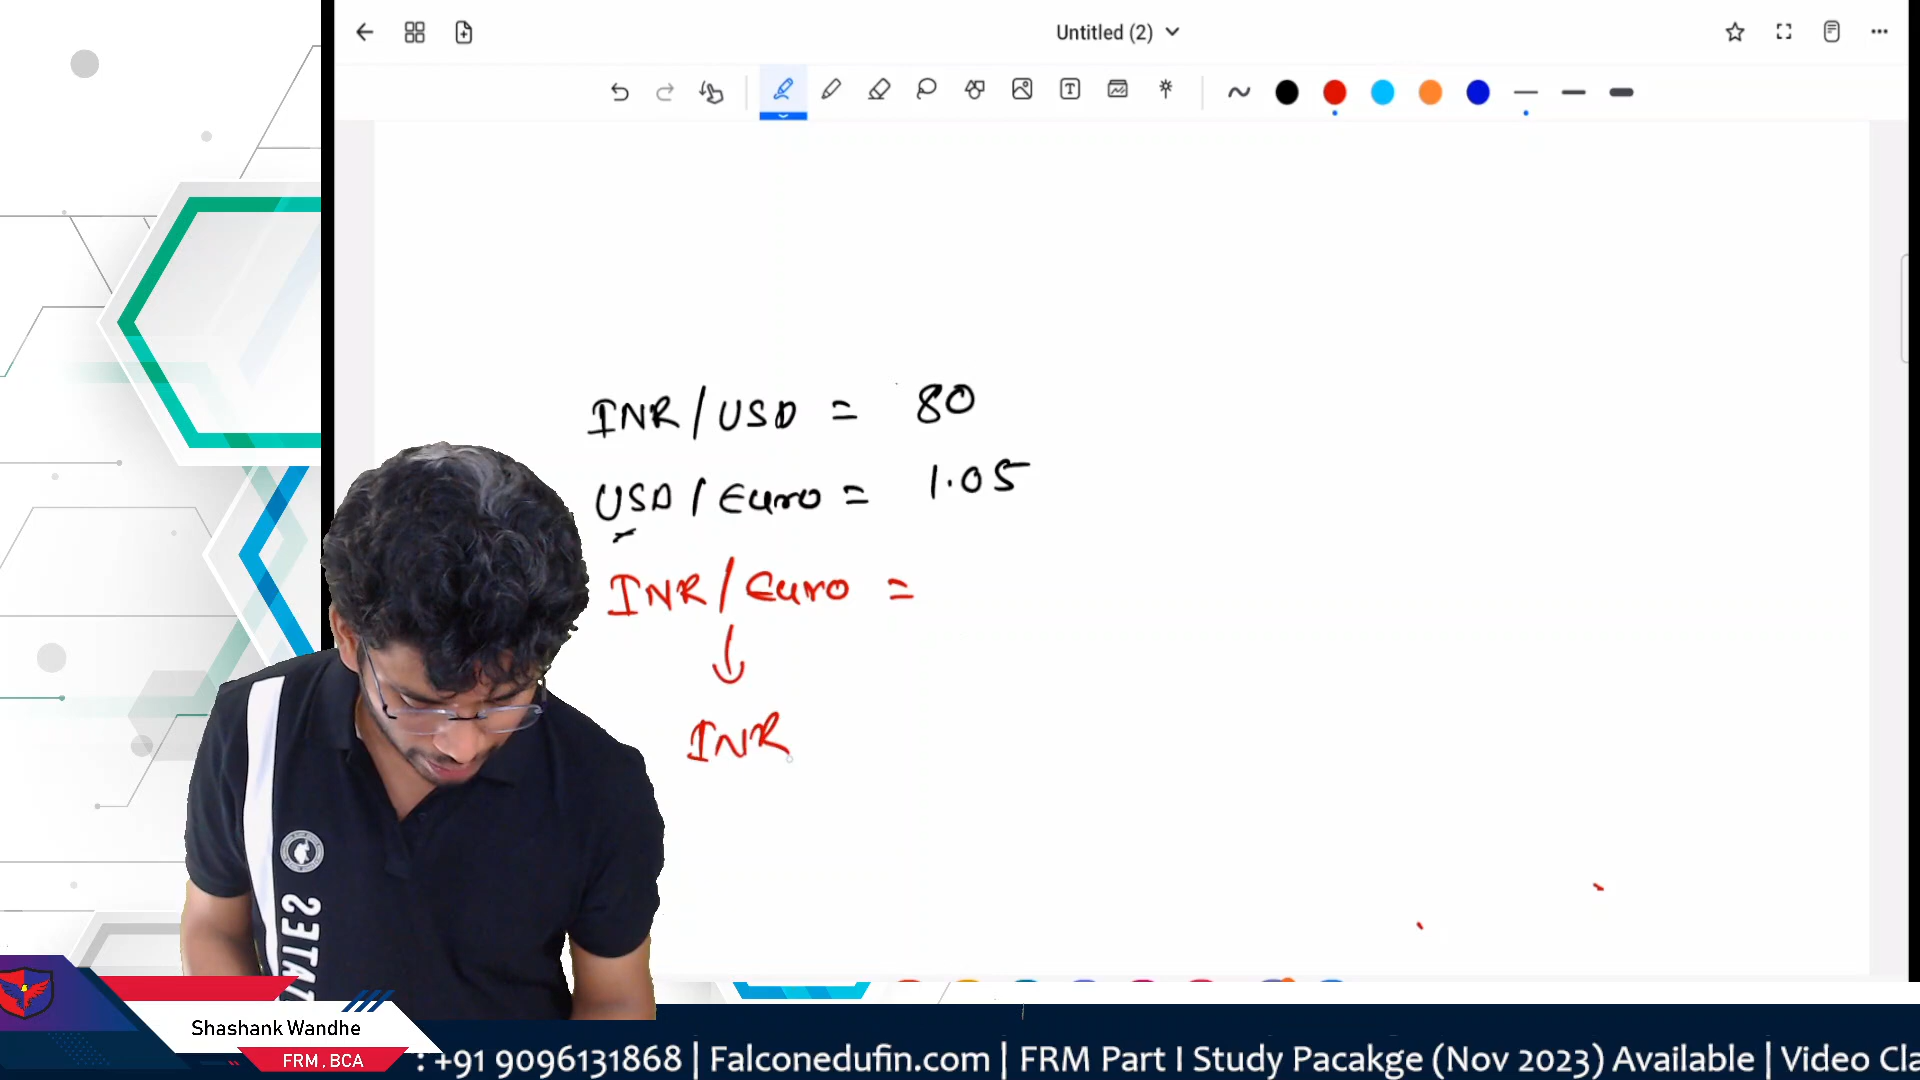 Untitled (2)
INR/USD = 80
USD/Euro = 1.05
INR/Euro =
INR
STATES
Shashank Wandhe
FRM, BCA
: +91 9096131868 | Falconedufin.com | FRM Part I Study Pacakge (Nov 2023) Available | Video Cla